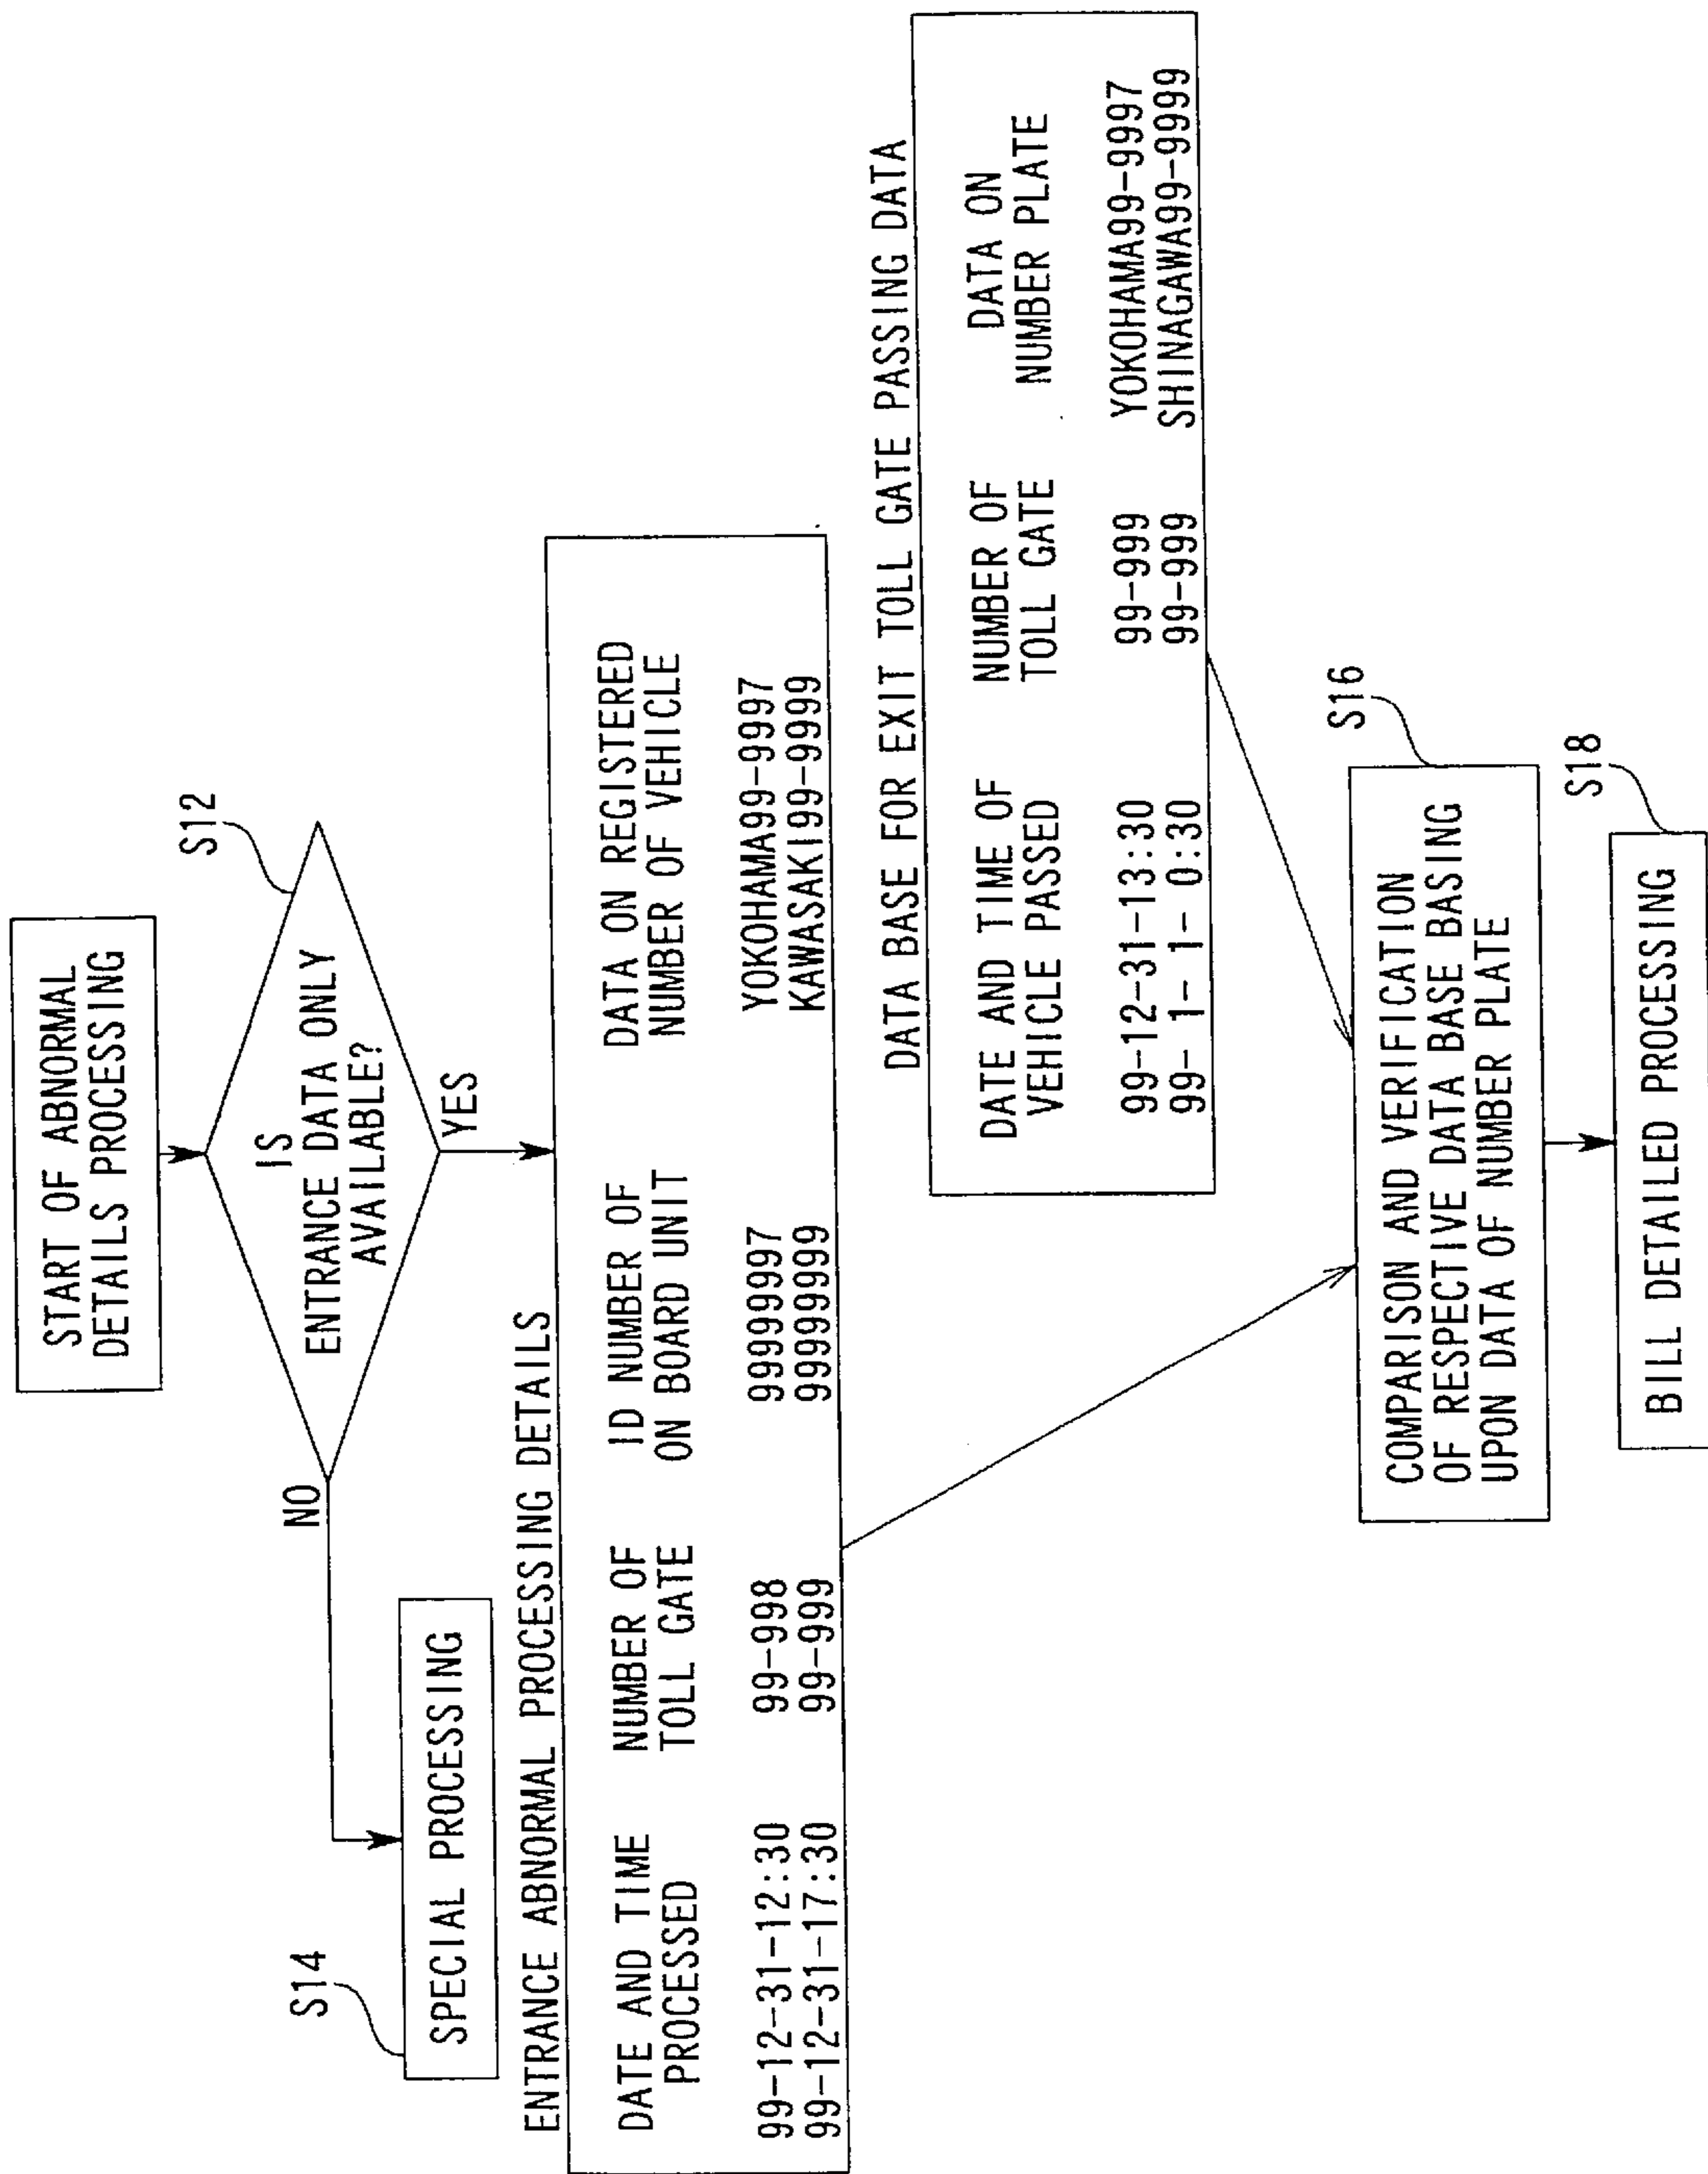 START OF ABNORMAL
DETAILS PROCESSING
S12
IS
ENTRANCE DATA ONLY
AVAILABLE?
NO
YES
S14
SPECIAL PROCESSING
ENTRANCE ABNORMAL PROCESSING DETAILS
DATE AND TIME NUMBER OF ID NUMBER OF DATA ON REGISTERED
PROCESSED TOLL GATE ON BOARD UNIT NUMBER OF VEHICLE
99-12-31-12:30 99-998 99999997 YOKOHAMA99-9997
99-12-31-17:30 99-999 99999999 KAWASAKI99-9999
DATA BASE FOR EXIT TOLL GATE PASSING DATA
DATE AND TIME OF NUMBER OF DATA ON
VEHICLE PASSED TOLL GATE NUMBER PLATE
99-12-31-13:30 99-999 YOKOHAMA99-9997
99- 1- 1- 0:30 99-999 SHINAGAWA99-9999
S16
COMPARISON AND VERIFICATION
OF RESPECTIVE DATA BASE BASING
UPON DATA OF NUMBER PLATE
S18
BILL DETAILED PROCESSING